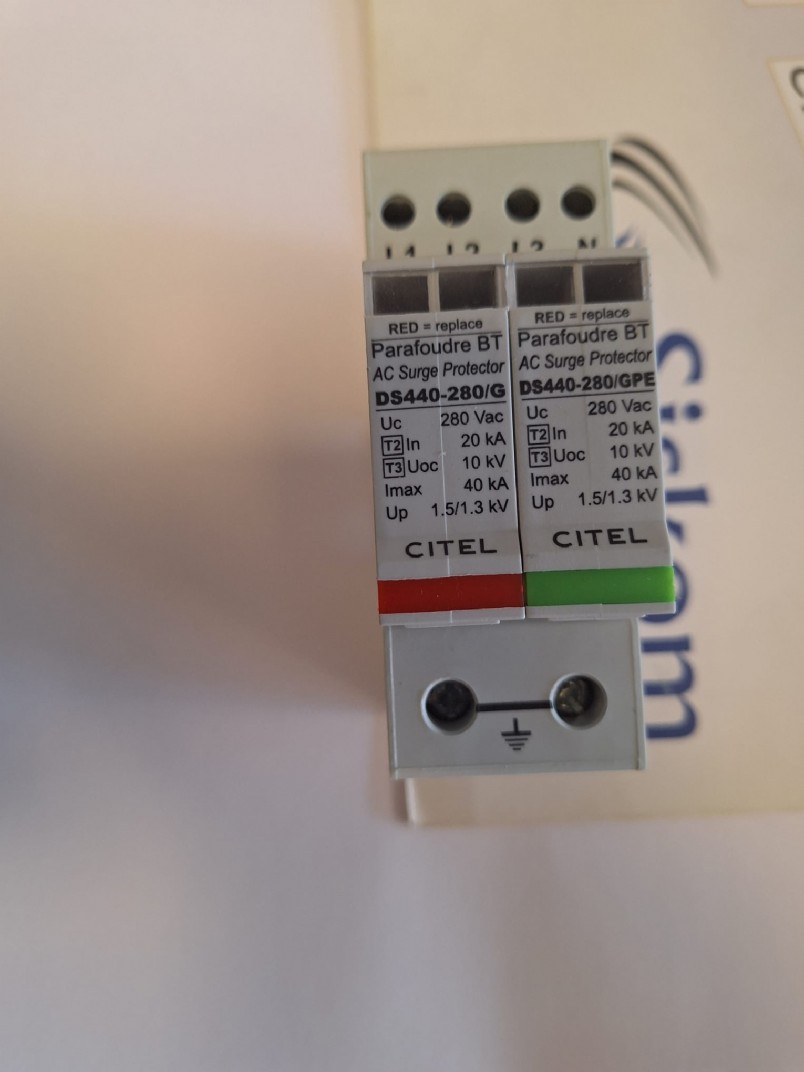 L1 L2 L3 N
RED = replace
Parafoudre BT
AC Surge Protector
DS440-280/G
Uc 280 Vac
T2 In 20 kA
T3 Uoc 10 kV
Imax 40 kA
Up 1.5/1.3 kV
CITEL
RED = replace
Parafoudre BT
AC Surge Protector
DS440-280/GPE
Uc 280 Vac
T2 In 20 kA
T3 Uoc 10 kV
Imax 40 kA
Up 1.5/1.3 kV
CITEL